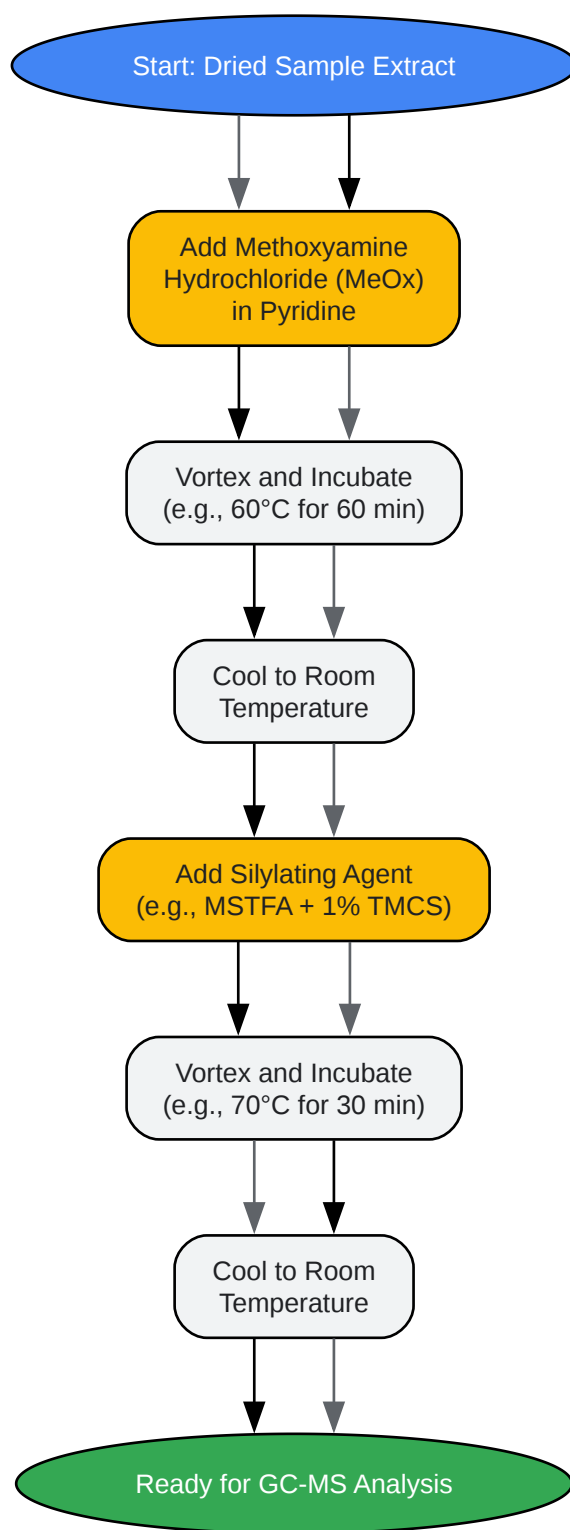 Start: Dried Sample Extract
Add Methoxyamine
Hydrochloride (MeOx)
in Pyridine
Vortex and Incubate
(e.g., 60°C for 60 min)
Cool to Room
Temperature
Add Silylating Agent
(e.g., MSTFA + 1% TMCS)
Vortex and Incubate
(e.g., 70°C for 30 min)
Cool to Room
Temperature
Ready for GC-MS Analysis